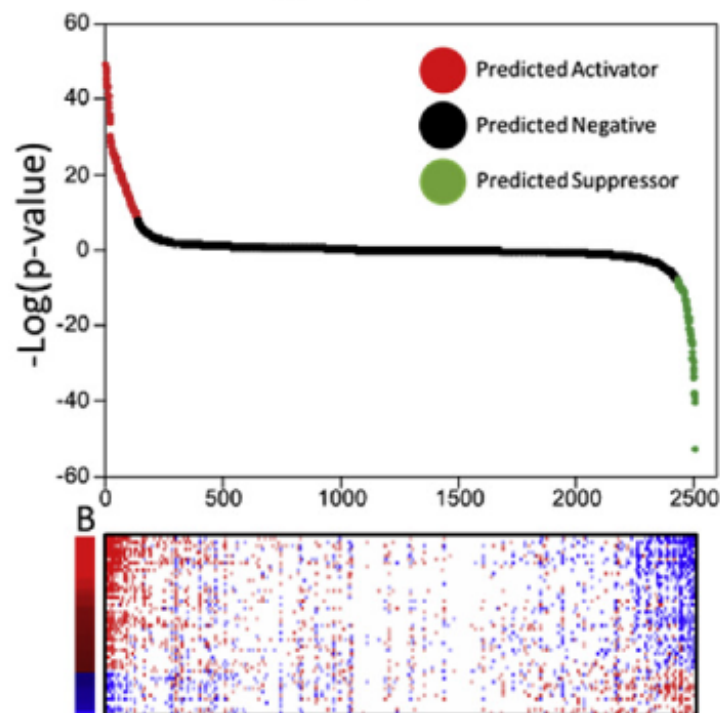 60
40
20
0
-20
-40
-60
-Log(p-value)
Predicted Activator
Predicted Negative
Predicted Suppressor
0 500 1000 1500 2000 2500
B